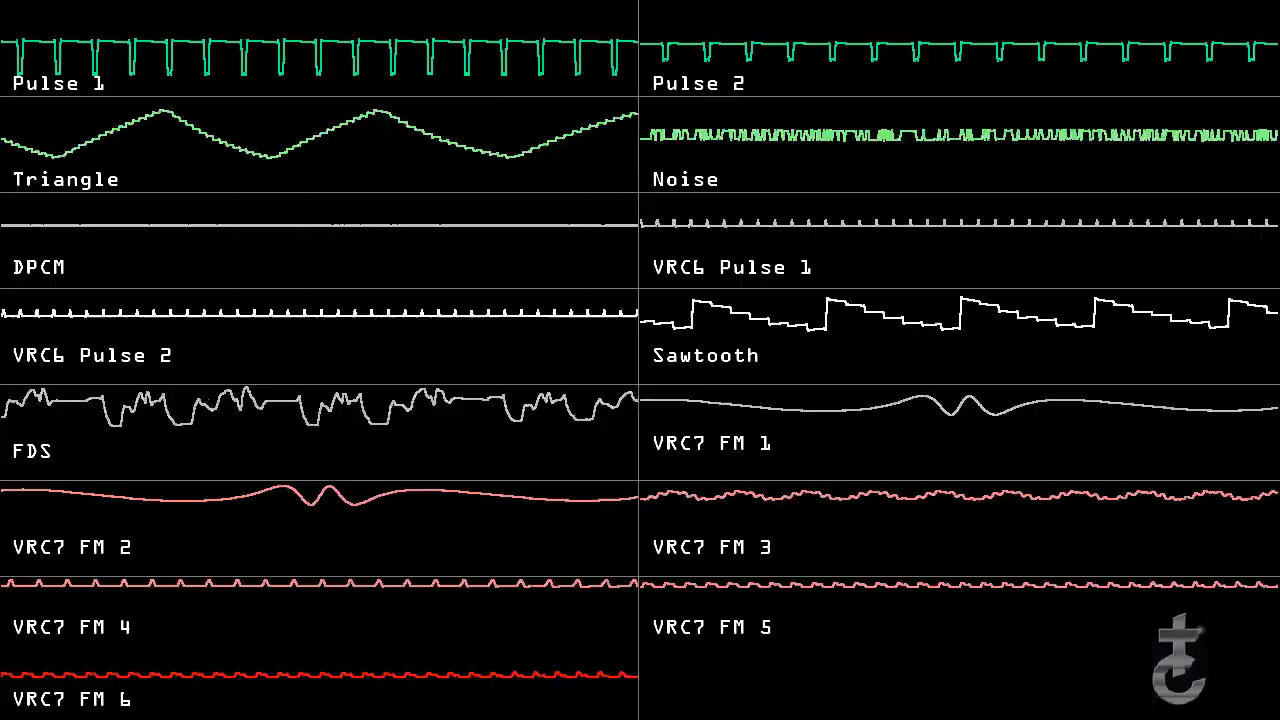 Pulse 1
Pulse 2
Triangle
Noise
DPCM
VRC6 Pulse 1
VRC6 Pulse 2
Sawtooth
FDS
VRC7 FM 1
VRC7 FM 2
VRC7 FM 3
VRC7 FM 4
VRC7 FM 5
VRC7 FM 6